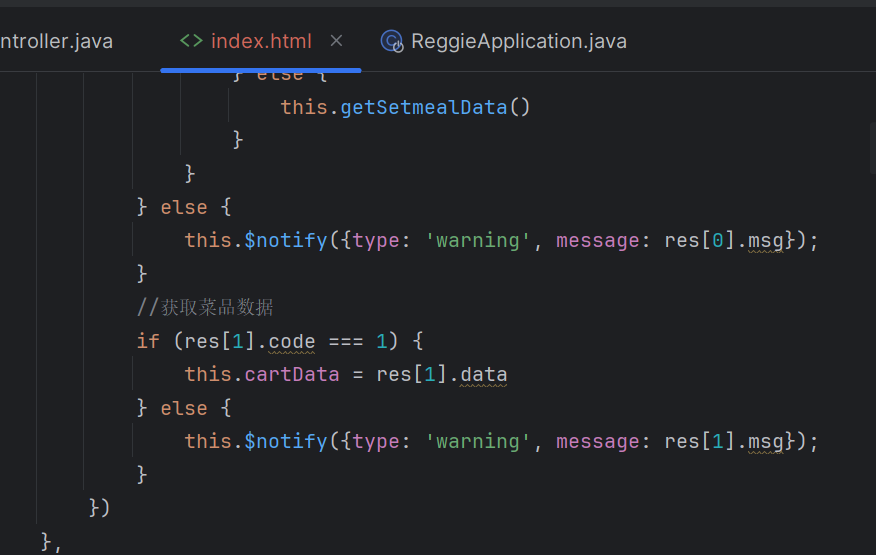 ntroller.java <> index.html × ReggieApplication.java
} else {
this.getSetmealData()
}
}
} else {
this.$notify({type: 'warning', message: res[0].msg});
}
//获取菜品数据
if (res[1].code === 1) {
this.cartData = res[1].data
} else {
this.$notify({type: 'warning', message: res[1].msg});
}
})
},